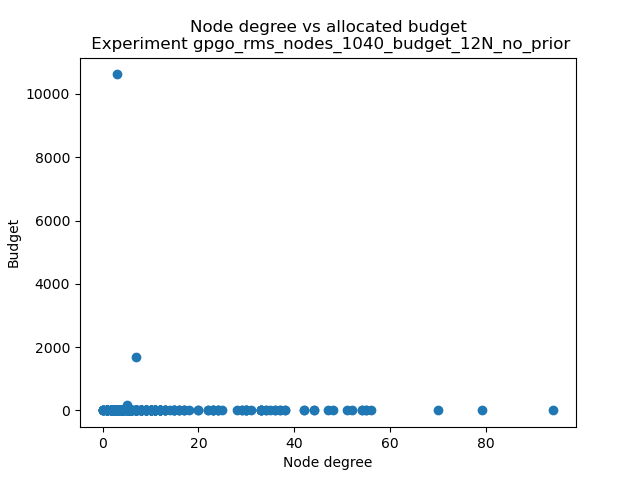 Node degree vs allocated budget
Experiment gpgo_rms_nodes_1040_budget_12N_no_prior
10000
8000
6000
4000
2000
0
Budget
0 20 40 60 80
Node degree